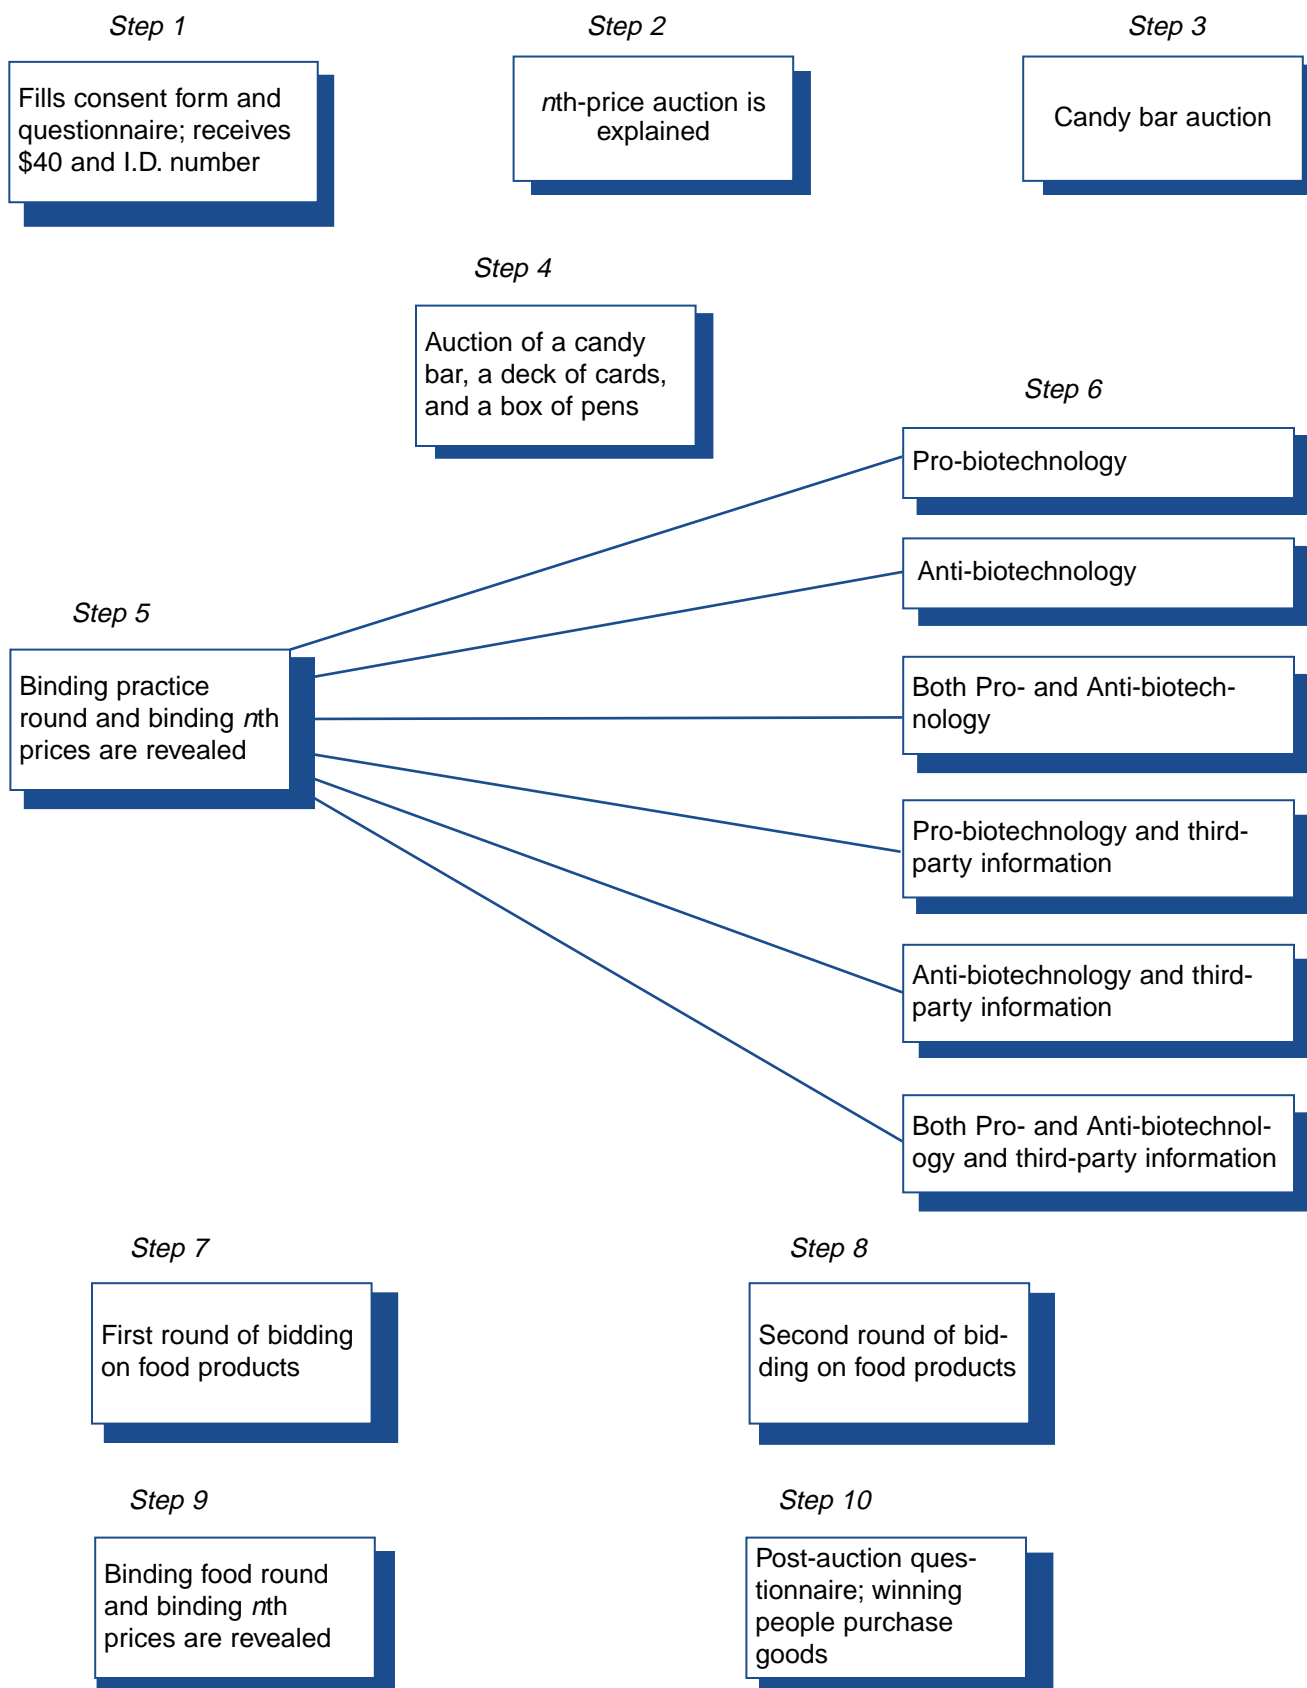 Step 1
Fills consent form and
questionnaire; receives
$40 and I.D. number
Step 2
nth-price auction is
explained
Step 3
Candy bar auction
Step 4
Auction of a candy
bar, a deck of cards,
and a box of pens
Step 5
Binding practice
round and binding nth
prices are revealed
Step 6
Pro-biotechnology
Anti-biotechnology
Both Pro- and Anti-biotech-
nology
Pro-biotechnology and third-
party information
Anti-biotechnology and third-
party information
Both Pro- and Anti-biotechnol-
ogy and third-party information
Step 7
First round of bidding
on food products
Step 8
Second round of bid-
ding on food products
Step 9
Binding food round
and binding nth
prices are revealed
Step 10
Post-auction ques-
tionnaire; winning
people purchase
goods